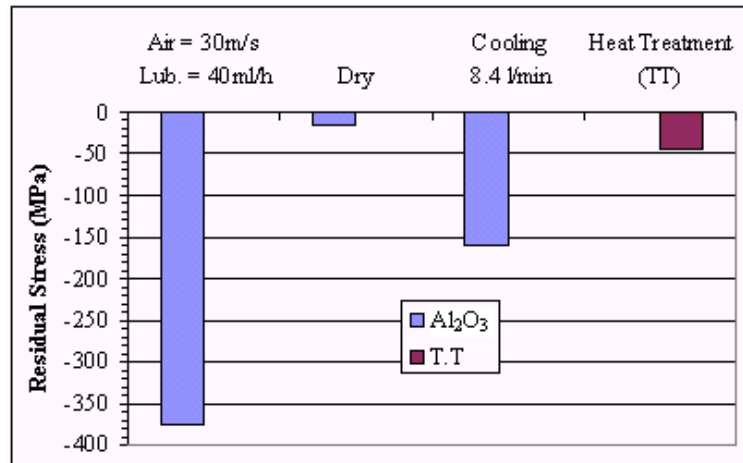 Air = 30m/s
Lub. = 40ml/h
Dry
Cooling
8.4 l/min
Heat Treatment
(TT)
Residual Stress (MPa)
0
-50
-100
-150
-200
-250
-300
-350
-400
Al₂O₃
T.T